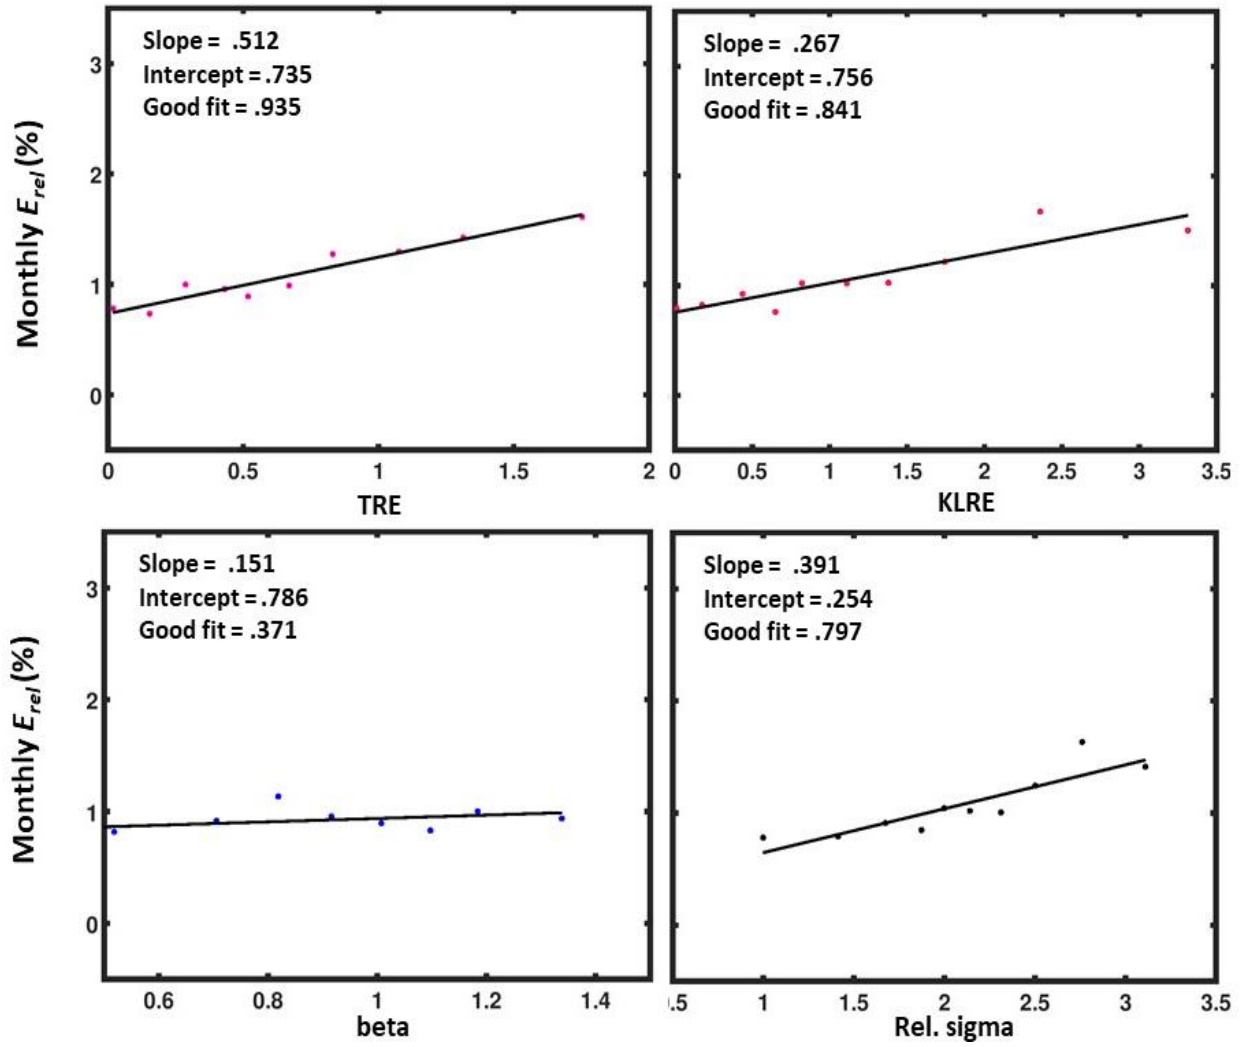 Slope = .512
Intercept = .735
Good fit = .935
Monthly E_rel (%)
3
2
1
0
0 0.5 1 1.5 2
TRE
Slope = .267
Intercept = .756
Good fit = .841
0 0.5 1 1.5 2 2.5 3 3.5
KLRE
Slope = .151
Intercept = .786
Good fit = .371
Monthly E_rel (%)
3
2
1
0
0.6 0.8 1 1.2 1.4
beta
Slope = .391
Intercept = .254
Good fit = .797
.5 1 1.5 2 2.5 3 3.5
Rel. sigma